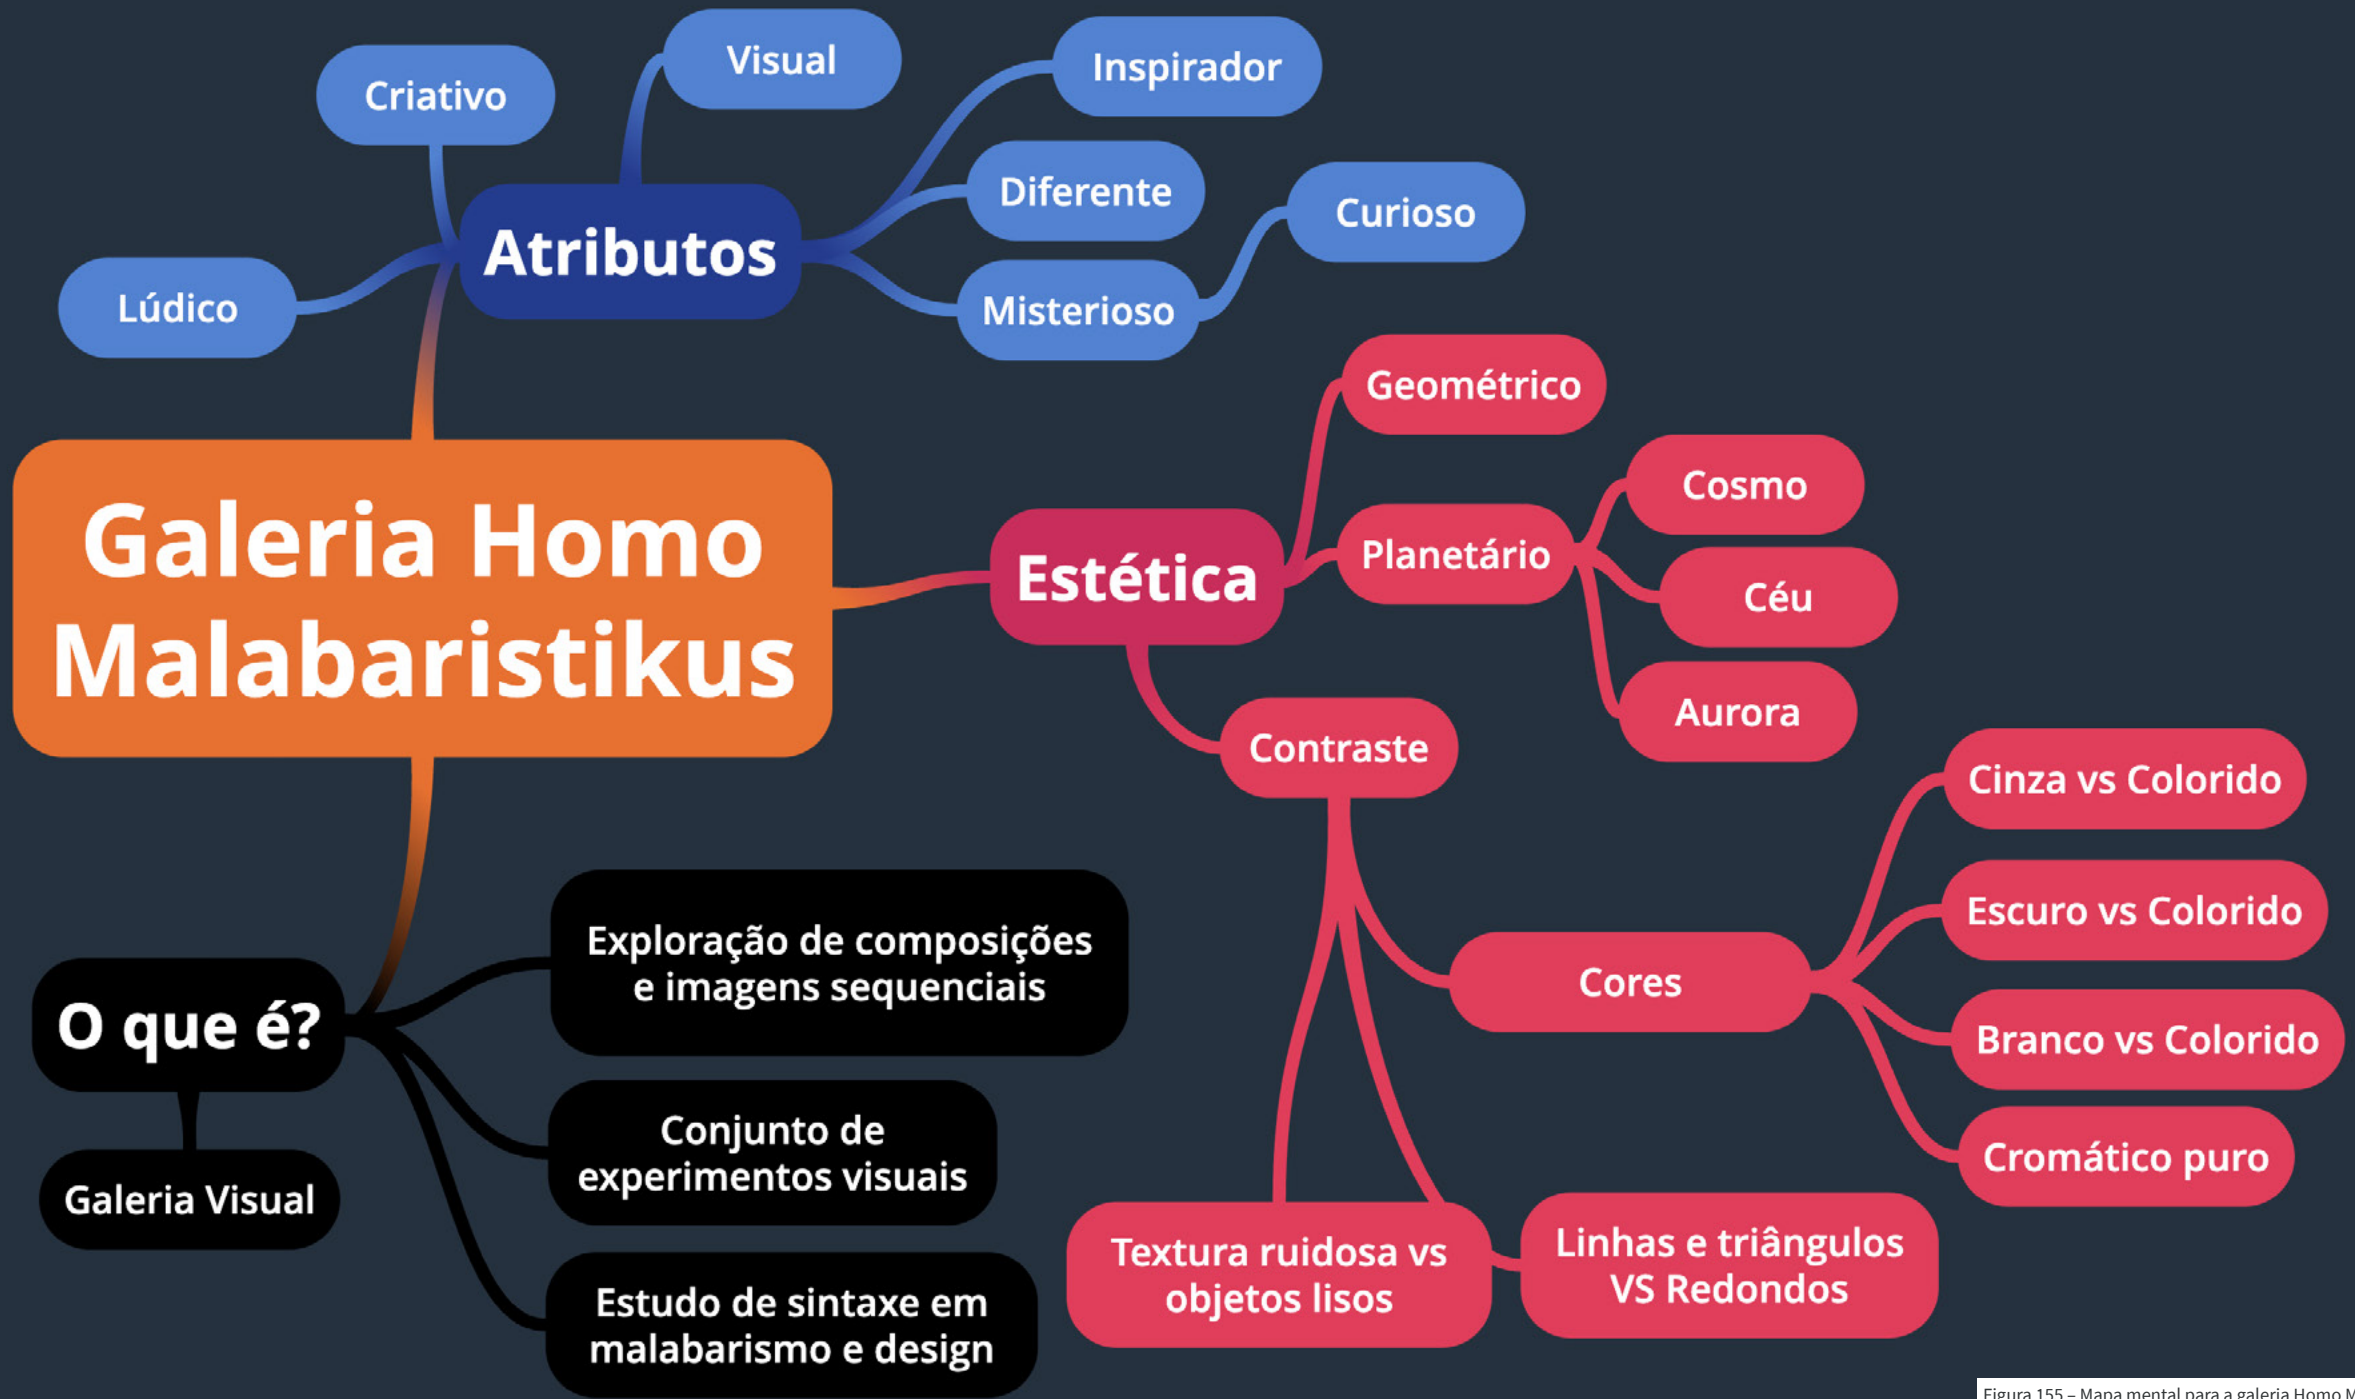 Visual
Inspirador
Criativo
Diferente
Curioso
Atributos
Lúdico
Misterioso
Geométrico
Cosmo
Galeria Homo
Malabaristikus
Estética
Planetário
Céu
Aurora
Contraste
Cinza vs Colorido
Escuro vs Colorido
Cores
Branco vs Colorido
Cromático puro
Exploração de composições
e imagens sequenciais
O que é?
Conjunto de
experimentos visuais
Galeria Visual
Estudo de sintaxe em
malabarismo e design
Textura ruidosa vs
objetos lisos
Linhas e triângulos
VS Redondos
Figura 155 – Mapa mental para a galeria Homo M